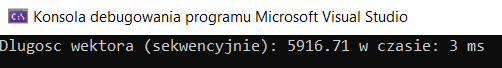 Konsola debugowania programu Microsoft Visual Studio
Dlugosc wektora (sekwencyjnie): 5916.71 w czasie: 3 ms